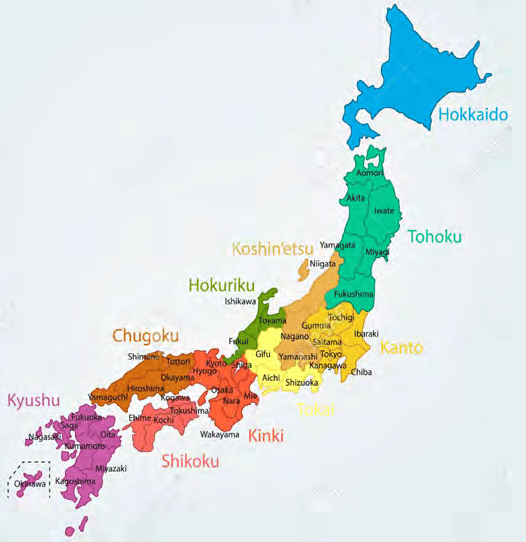 Hokkaido
Aomori
Akita
Iwate
Tohoku
Koshin'etsu
Yamagata
Miyagi
Niigata
Hokuriku
Fukushima
Ishikawa
Toyama
Tochigi
Gumma
Ibaraki
Chugoku
Fukui
Nagano
Saitama
Kanto
Shimane
Tottori
Kyoto
Shiga
Gifu
Yamanashi
Tokyo
Kanagawa
Hyogo
Chiba
Okayama
Aichi
Shizuoka
Hiroshima
Osaka
Mie
Kyushu
Yamaguchi
Kogawa
Nara
Tokai
Fukuoka
Tokushima
Ehime
Kochi
Saga
Oita
Wakayama
Kinki
Nagasaki
Kumamoto
Shikoku
Miyazaki
Okinawa
Kagoshima